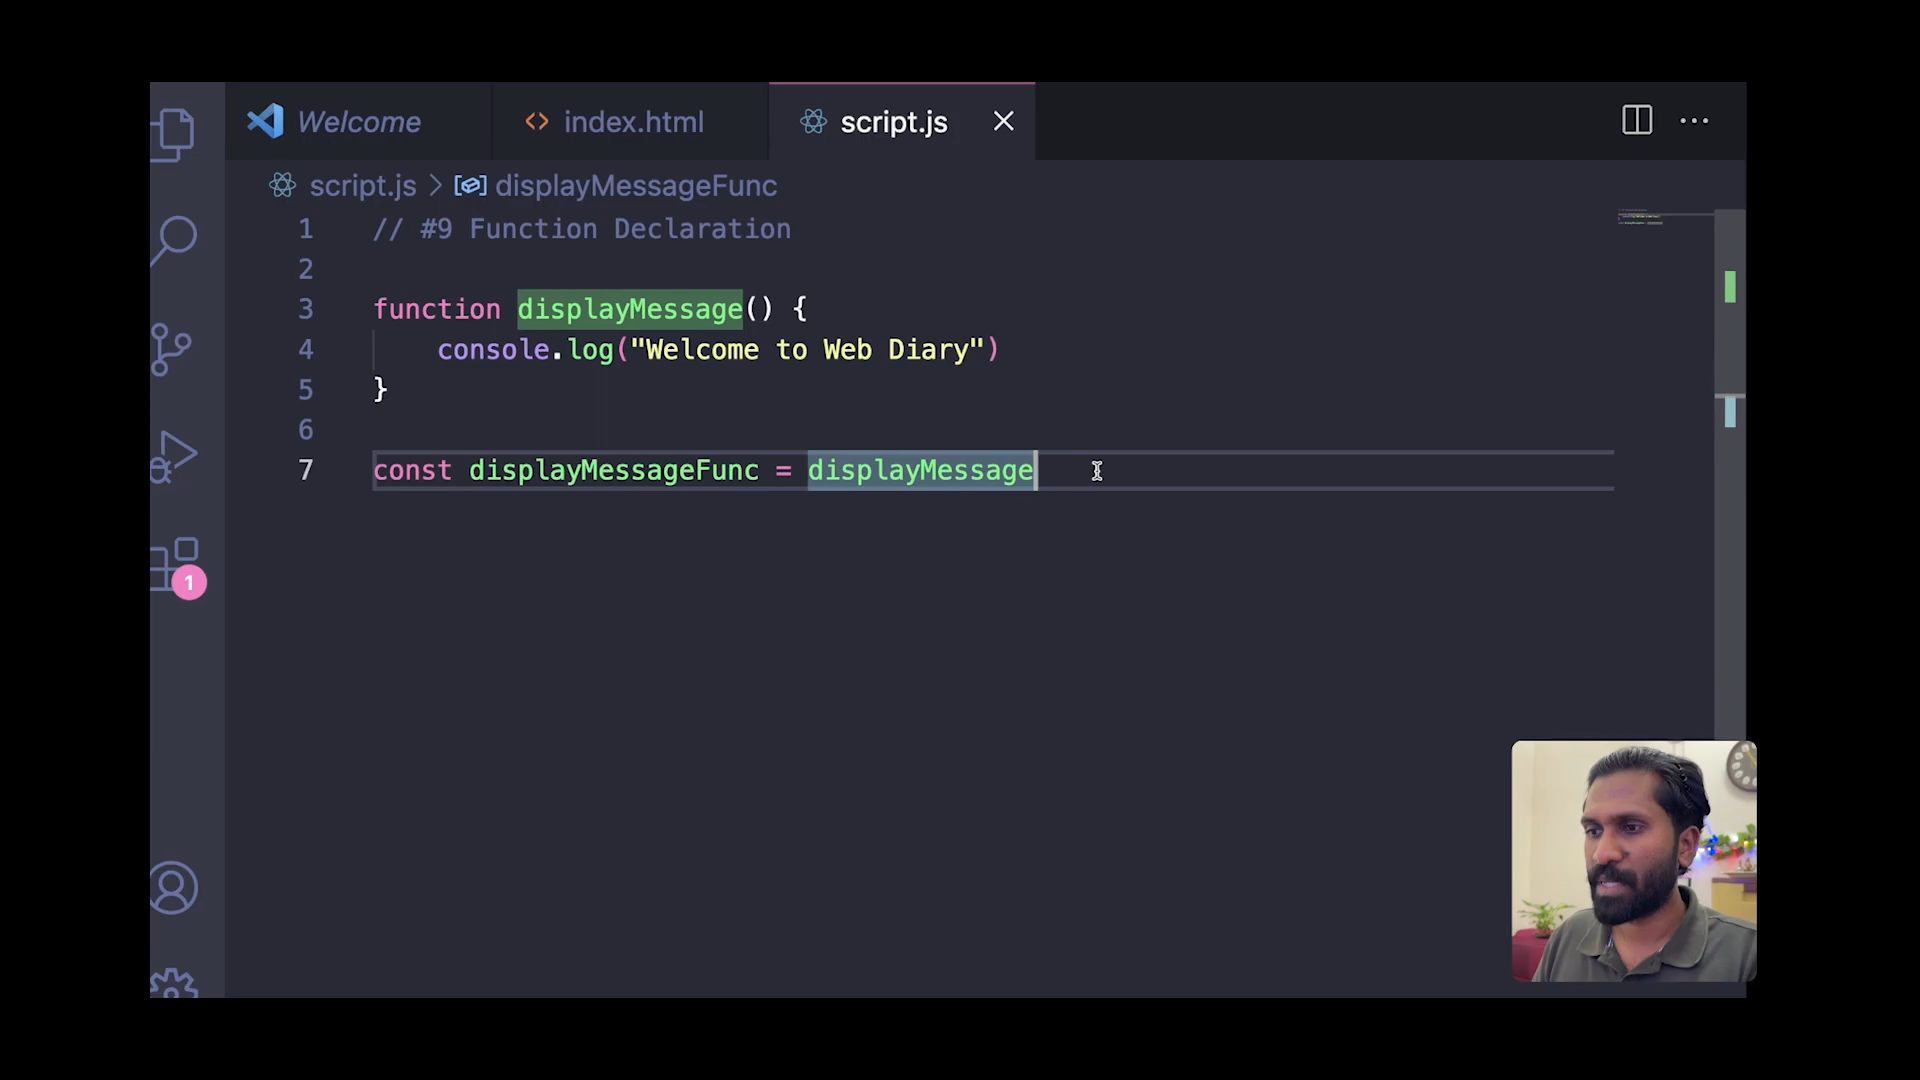 Welcome
index.html
script.js
script.js > displayMessageFunc
1 // #9 Function Declaration
2
3 function displayMessage() {
4 console.log("Welcome to Web Diary")
5 }
6
7 const displayMessageFunc = displayMessage
1